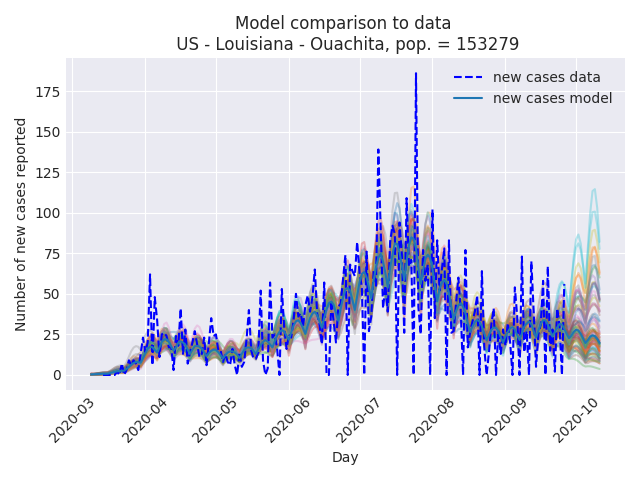 Model comparison to data
US - Louisiana - Ouachita, pop. = 153279
new cases data
new cases model
Number of new cases reported
175
150
125
100
75
50
25
0
2020-03
2020-04
2020-05
2020-06
2020-07
2020-08
2020-09
2020-10
Day